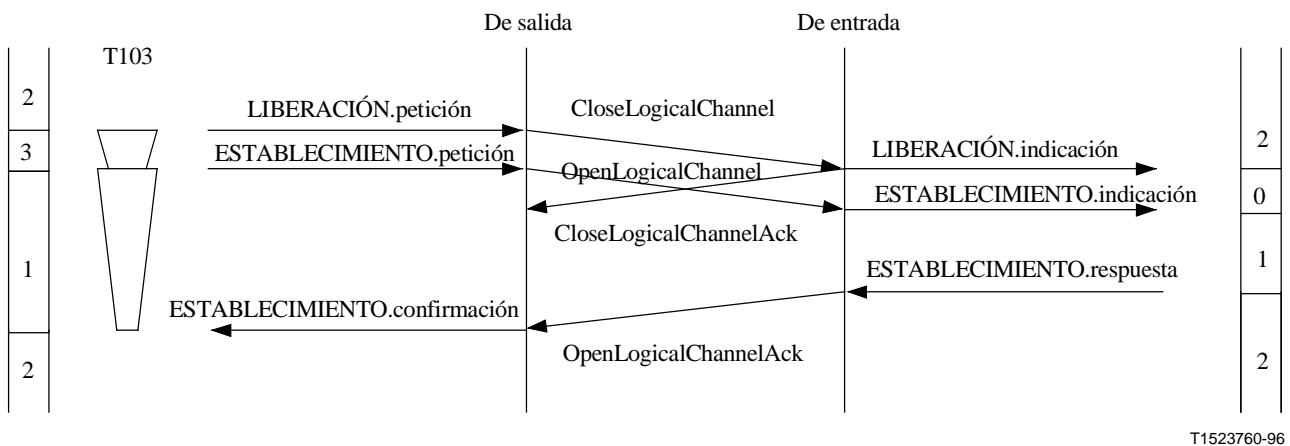 De salida
De entrada
T103
2
LIBERACIÓN.petición
CloseLogicalChannel
3
ESTABLECIMIENTO.petición
OpenLogicalChannel
LIBERACIÓN.indicación
2
ESTABLECIMIENTO.indicación
0
CloseLogicalChannelAck
1
ESTABLECIMIENTO.respuesta
1
ESTABLECIMIENTO.confirmación
OpenLogicalChannelAck
2
2
T1523760-96